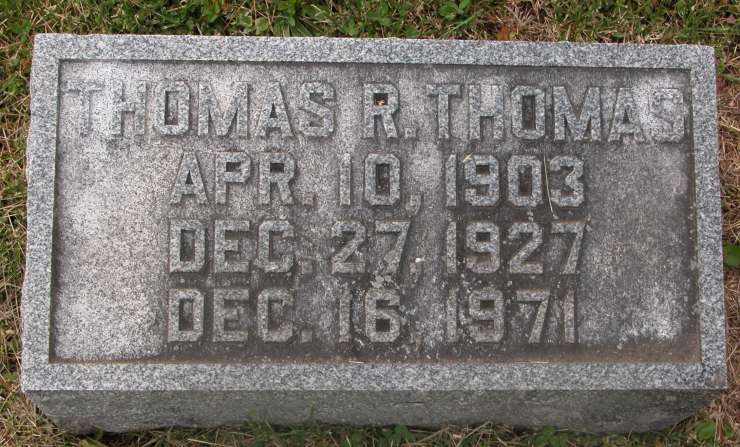 THOMAS R. THOMAS
APR. 10, 1903
DEC. 27, 1927
DEC. 16, 1971